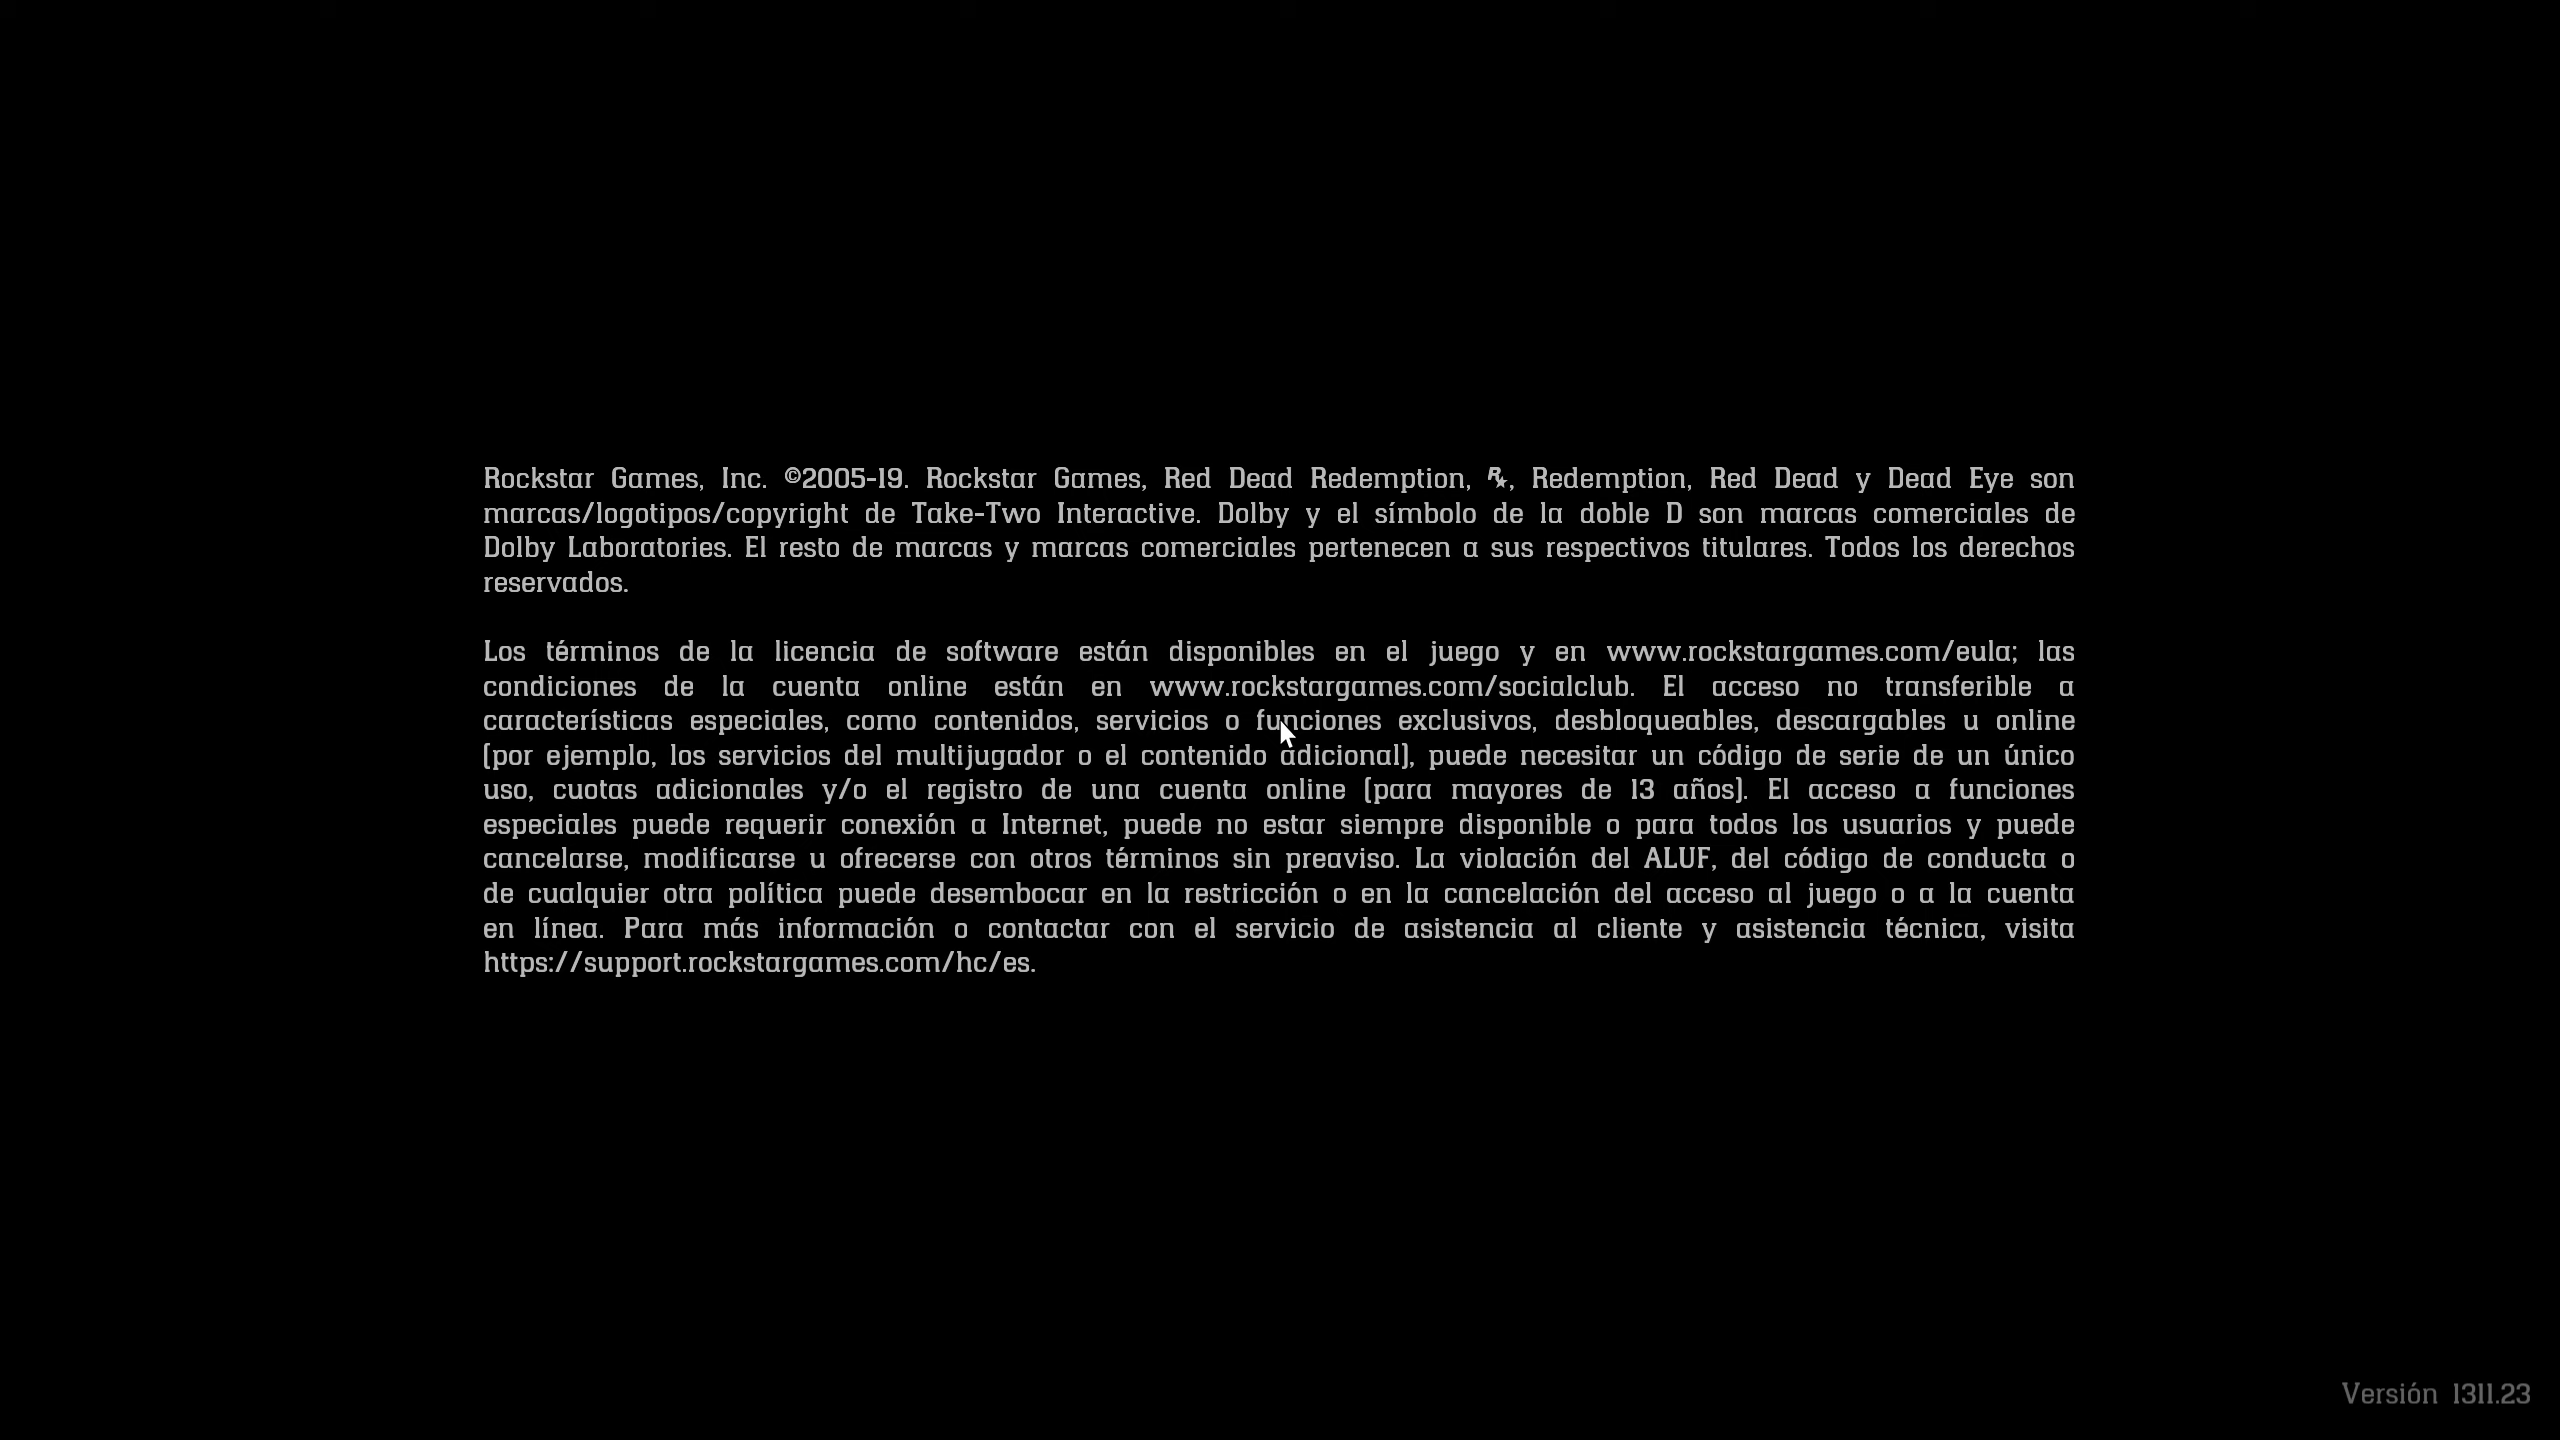 Rockstar Games, Inc. ©2005-19. Rockstar Games, Red Dead Redemption, R★, Redemption, Red Dead y Dead Eye son
marcas/logotipos/copyright de Take-Two Interactive. Dolby y el símbolo de la doble D son marcas comerciales de
Dolby Laboratories. El resto de marcas y marcas comerciales pertenecen a sus respectivos titulares. Todos los derechos
reservados.
Los términos de la licencia de software están disponibles en el juego y en www.rockstargames.com/eula; las
condiciones de la cuenta online están en www.rockstargames.com/socialclub. El acceso no transferible a
características especiales, como contenidos, servicios o funciones exclusivos, desbloqueables, descargables u online
(por ejemplo, los servicios del multijugador o el contenido adicional), puede necesitar un código de serie de un único
uso, cuotas adicionales y/o el registro de una cuenta online (para mayores de 13 años). El acceso a funciones
especiales puede requerir conexión a Internet, puede no estar siempre disponible o para todos los usuarios y puede
cancelarse, modificarse u ofrecerse con otros términos sin preaviso. La violación del ALUF, del código de conducta o
de cualquier otra política puede desembocar en la restricción o en la cancelación del acceso al juego o a la cuenta
en línea. Para más información o contactar con el servicio de asistencia al cliente y asistencia técnica, visita
https://support.rockstargames.com/hc/es.
Versión 1311.23